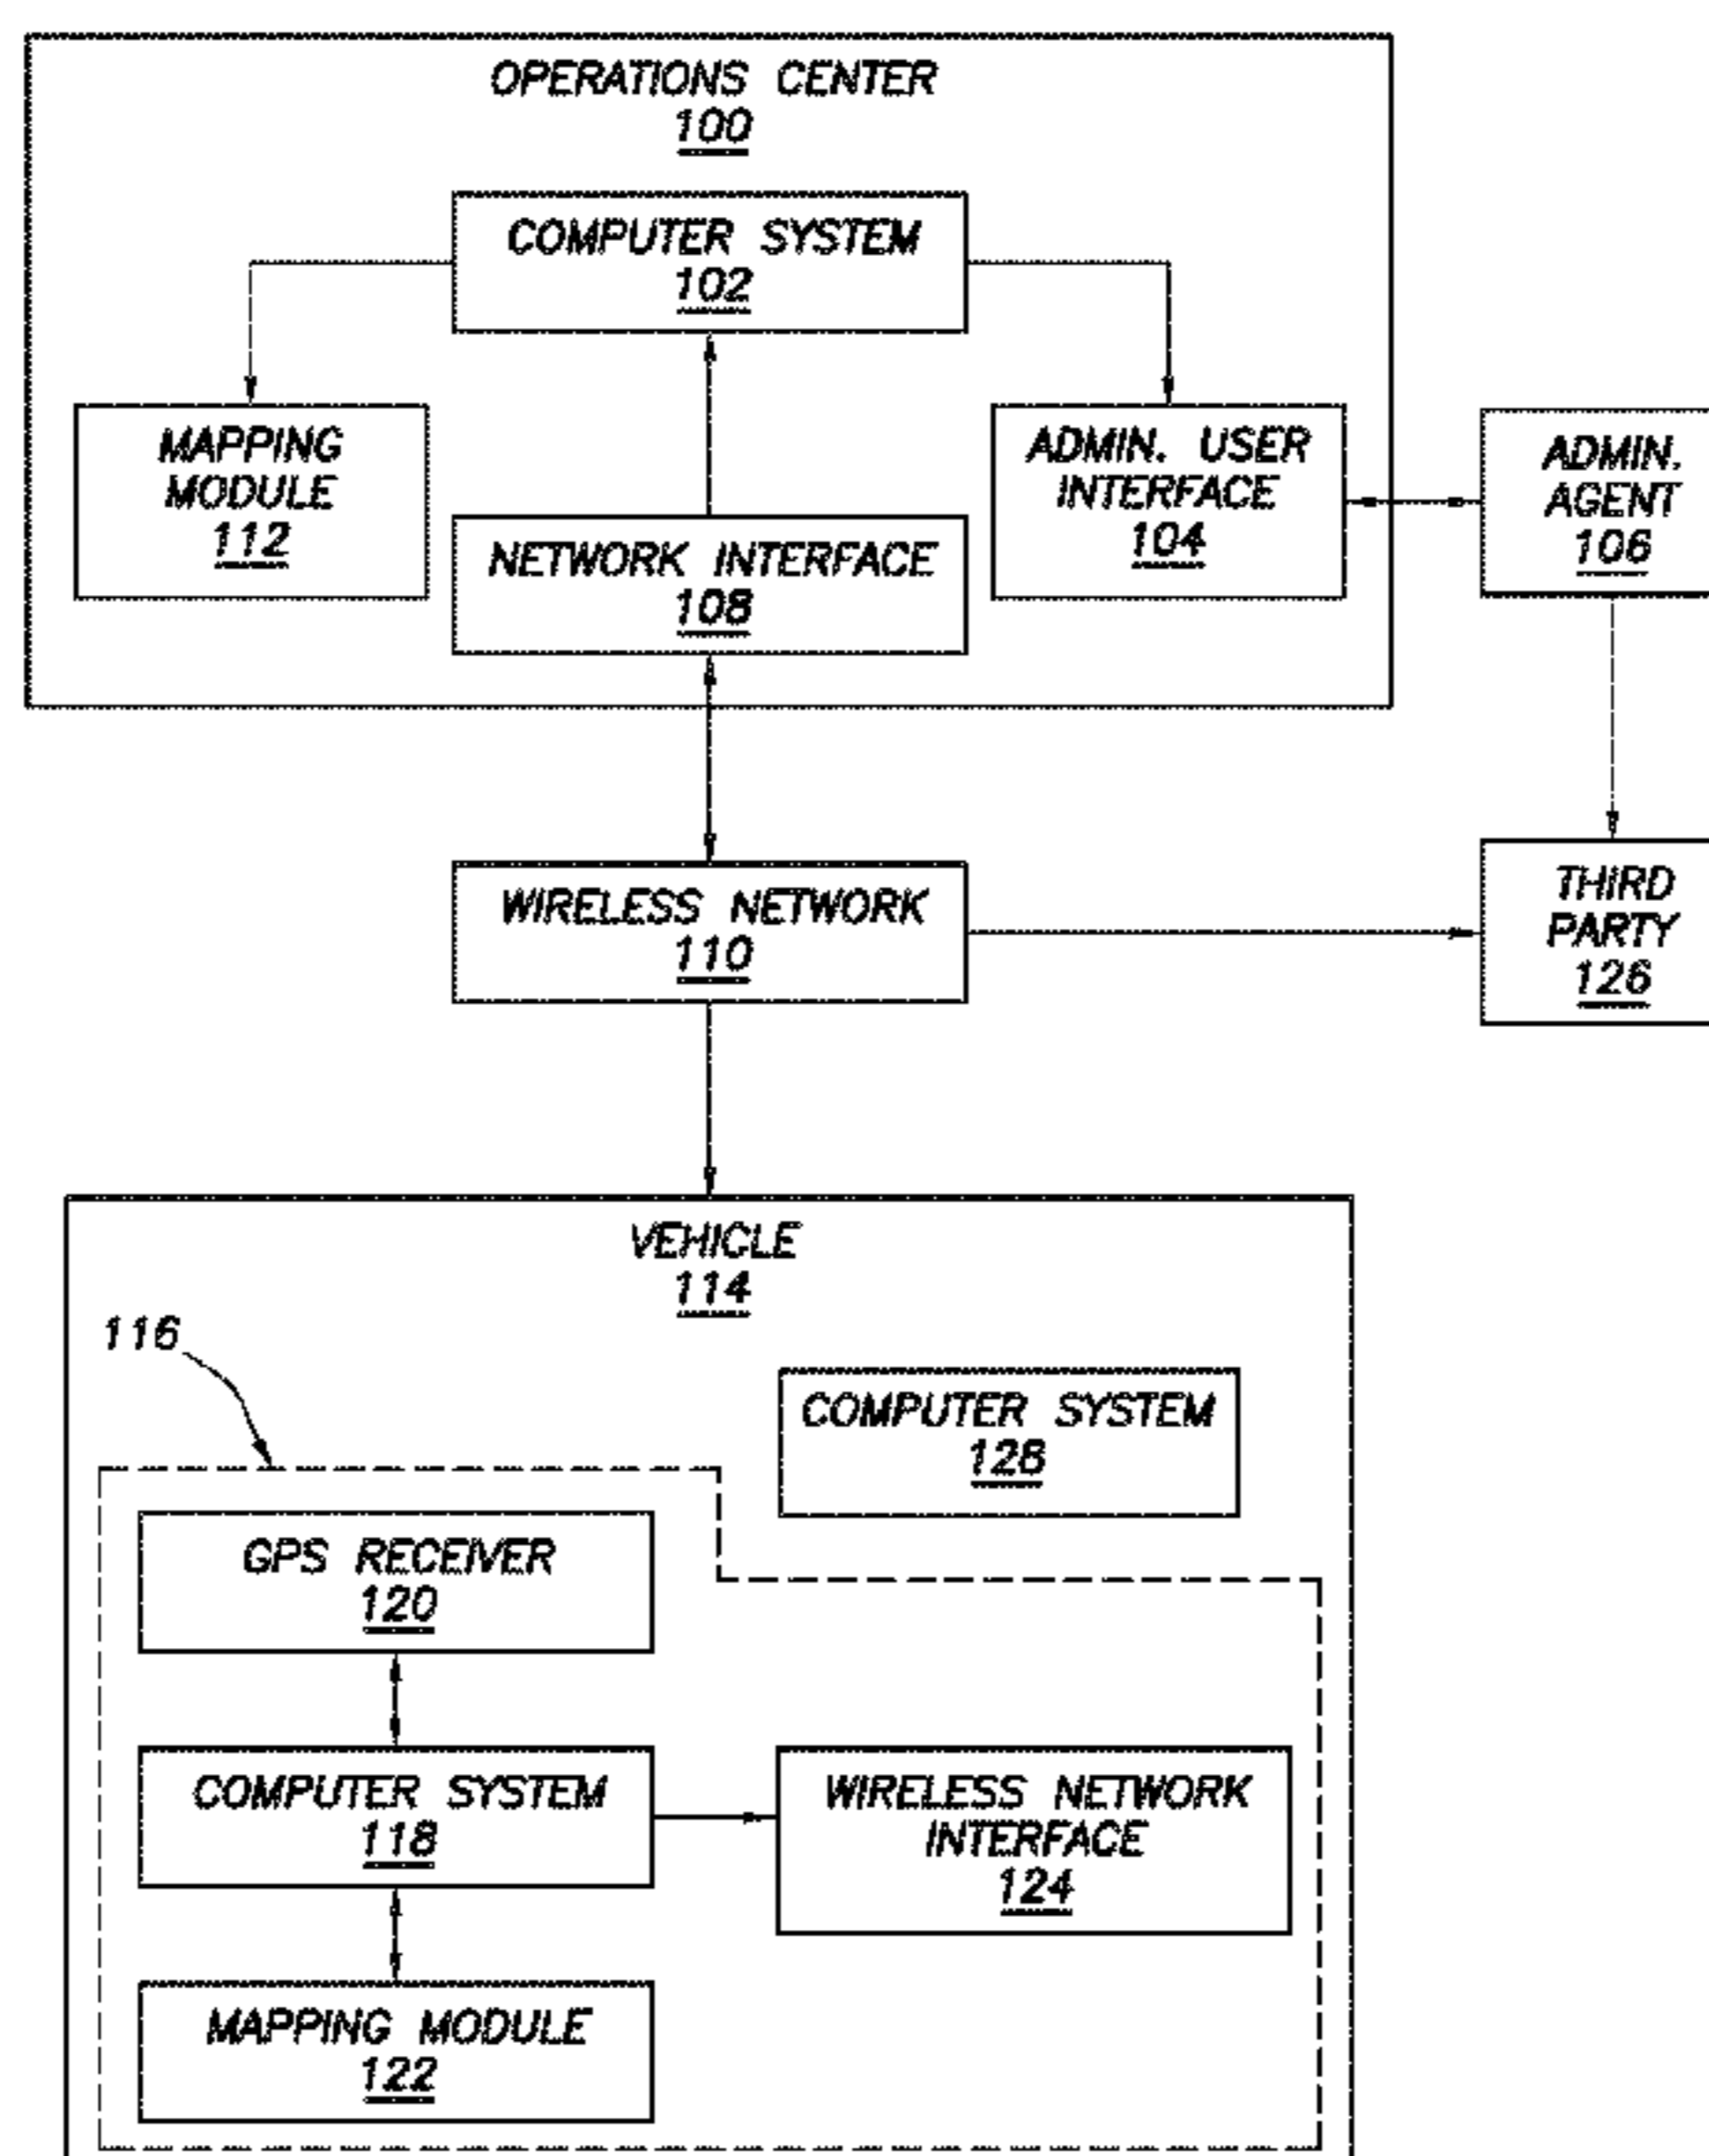 OPERATIONS CENTER
100
COMPUTER SYSTEM
102
MAPPING
MODULE
112
NETWORK INTERFACE
108
ADMIN. USER
INTERFACE
104
ADMIN.
AGENT
106
WIRELESS NETWORK
110
THIRD
PARTY
126
VEHICLE
114
116
COMPUTER SYSTEM
128
GPS RECEIVER
120
COMPUTER SYSTEM
118
WIRELESS NETWORK
INTERFACE
124
MAPPING MODULE
122